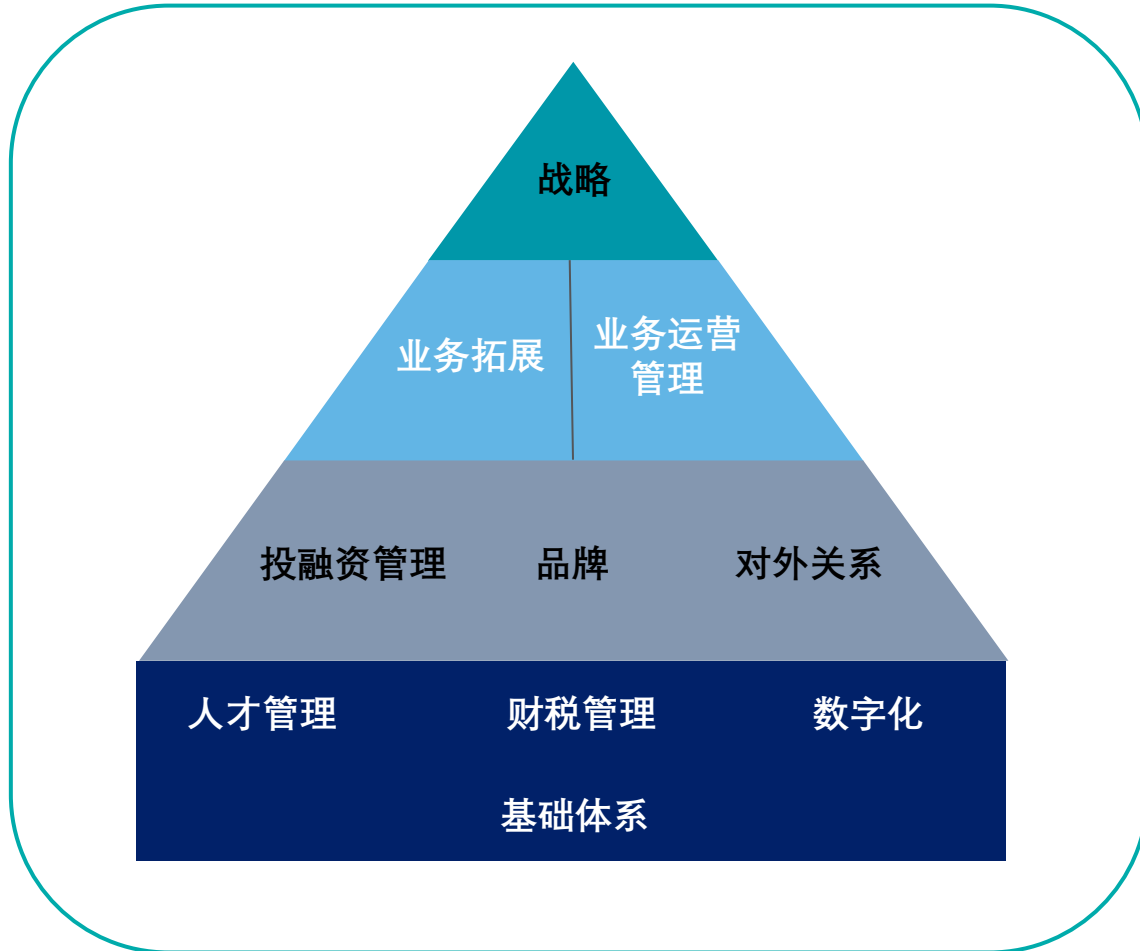 战略
业务拓展
业务运营
管理
投融资管理 品牌 对外关系
人才管理 财税管理 数字化
基础体系